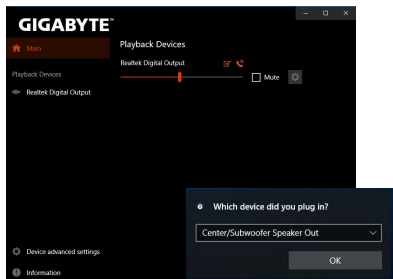 GIGABYTE™
Main
Playback Devices
Realtek Digital Output
Mute
Playback Devices
Realtek Digital Output
Device advanced settings
Information
Which device did you plug in?
Center/Subwoofer Speaker Out
OK